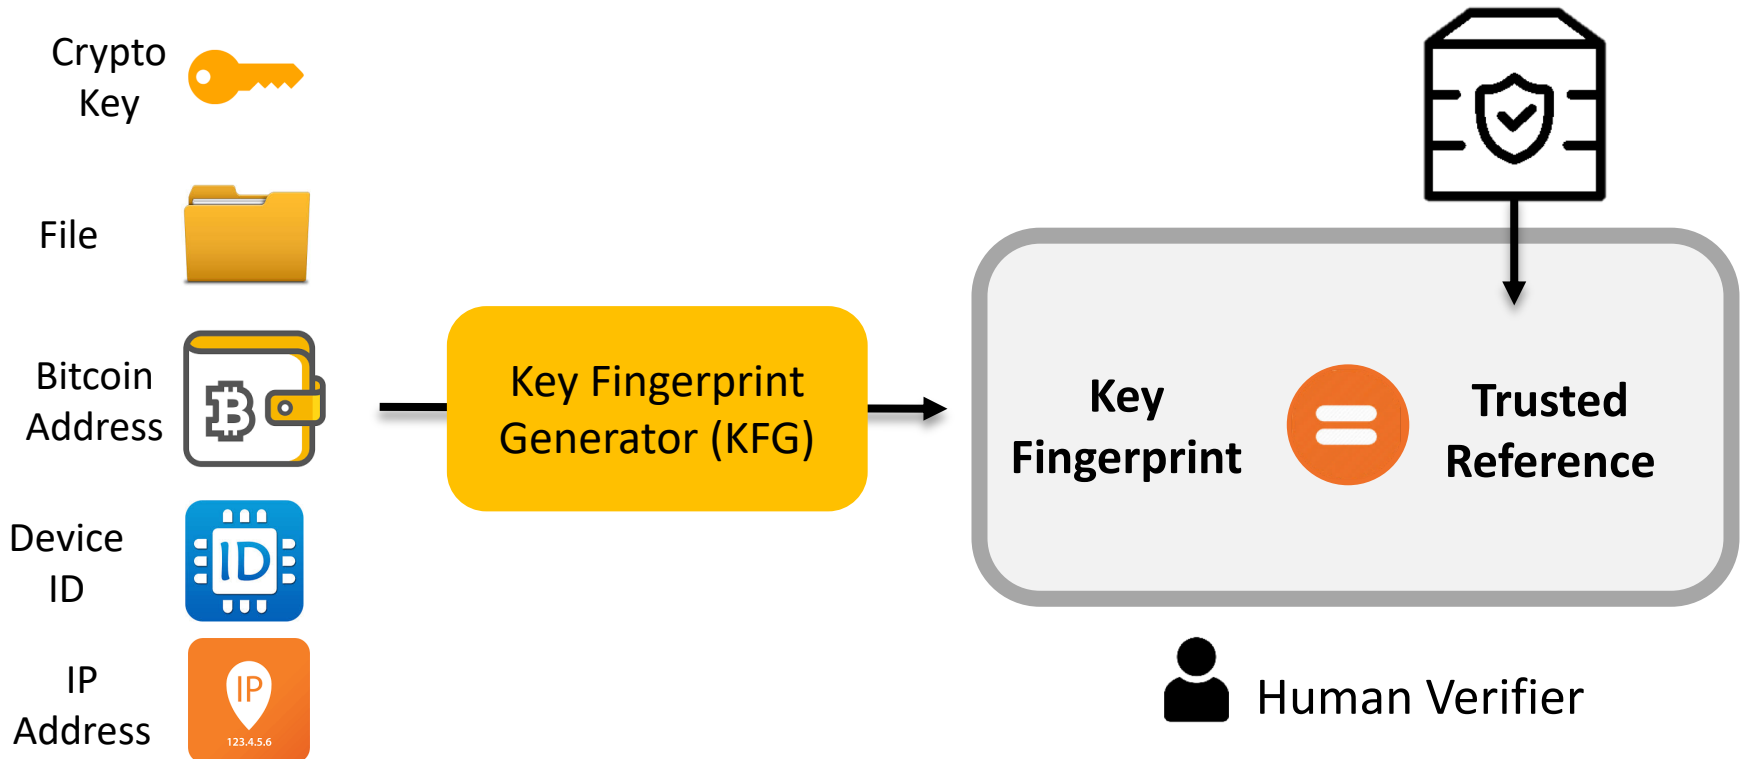 Crypto
Key
File
Bitcoin
Address
Device
ID
ID
IP
Address
IP
123.4.5.6
Key Fingerprint
Generator (KFG)
Key
Fingerprint
Trusted
Reference
Human Verifier